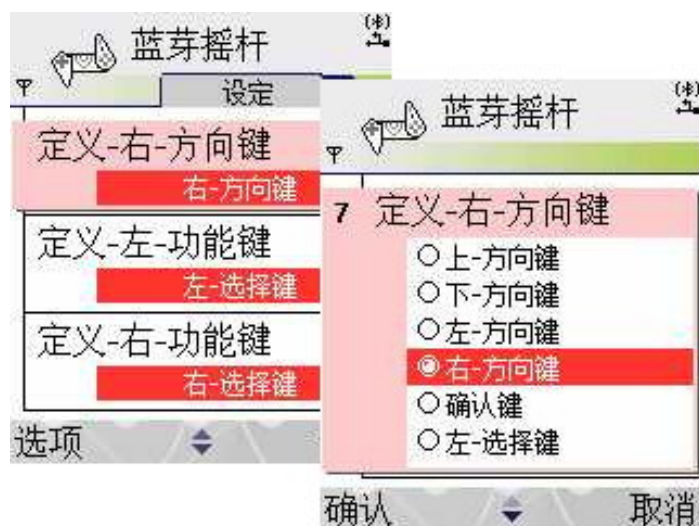 蓝芽摇杆
设定
定义-右-方向键
右-方向键
定义-左-功能键
左-选择键
定义-右-功能键
右-选择键
选项
蓝芽摇杆
7 定义-右-方向键
上-方向键
下-方向键
左-方向键
右-方向键
确认键
左-选择键
确认 取消